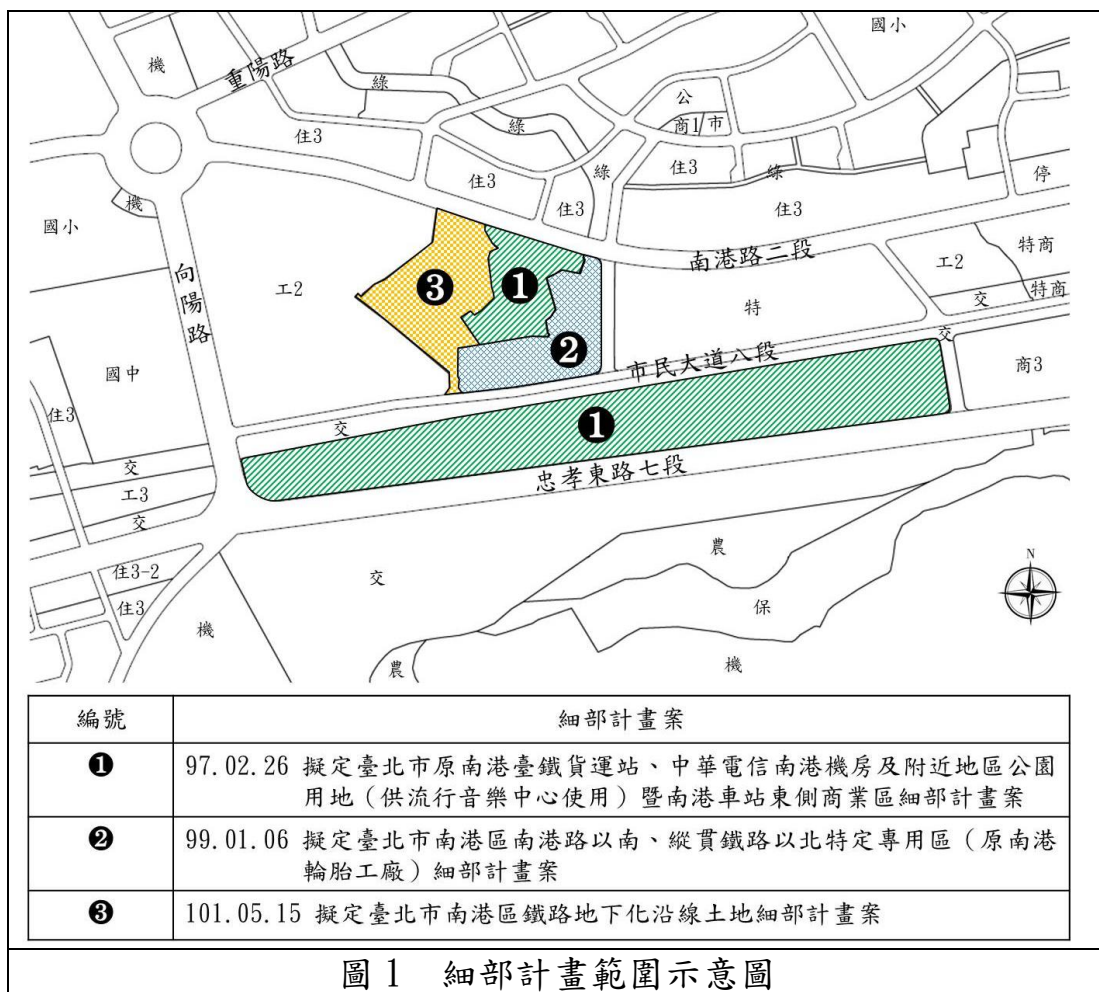 國小
機
重陽路
綠
公
綠
商1
市
住3
綠
住3
綠
停
機
住3
住3
住3
國小
南港路二段
特商
向陽路
工2
❸
❶
工2
特
交
特商
❷
國中
市民大道八段
交
商3
住3
交
❶
忠孝東路七段
交
工3
交
農
N
住3-2
交
保
住3
機
農
機
編號
細部計畫案
❶
97.02.26 擬定臺北市原南港臺鐵貨運站、中華電信南港機房及附近地區公園
用地（供流行音樂中心使用）暨南港車站東側商業區細部計畫案
❷
99.01.06 擬定臺北市南港區南港路以南、縱貫鐵路以北特定專用區（原南港
輪胎工廠）細部計畫案
❸
101.05.15 擬定臺北市南港區鐵路地下化沿線土地細部計畫案
圖1 細部計畫範圍示意圖